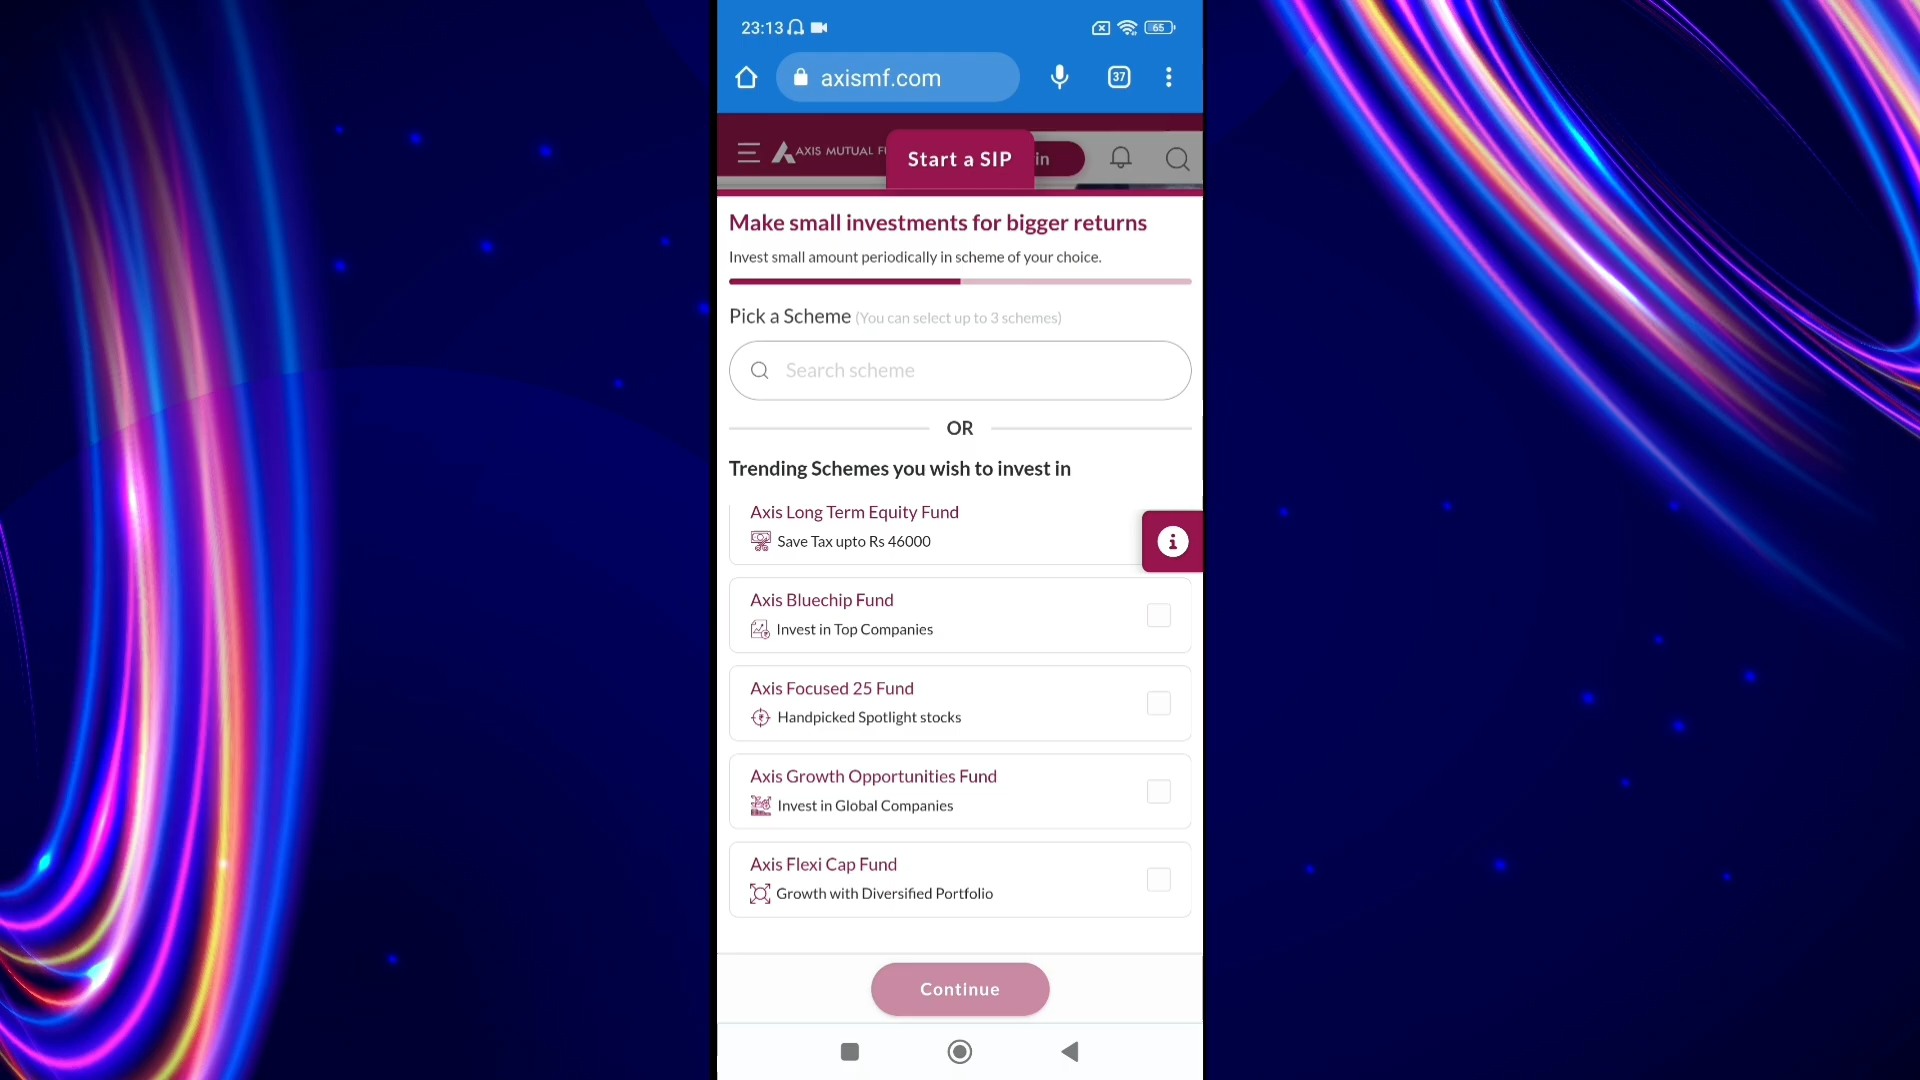 23:13
65
axismf.com
37
AXIS MUTUAL F
Start a SIP
in
Make small investments for bigger returns
Invest small amount periodically in scheme of your choice.
Pick a Scheme (You can select up to 3 schemes)
Search scheme
OR
Trending Schemes you wish to invest in
Axis Long Term Equity Fund
Save Tax upto Rs 46000
Axis Bluechip Fund
Invest in Top Companies
Axis Focused 25 Fund
Handpicked Spotlight stocks
Axis Growth Opportunities Fund
Invest in Global Companies
Axis Flexi Cap Fund
Growth with Diversified Portfolio
Continue